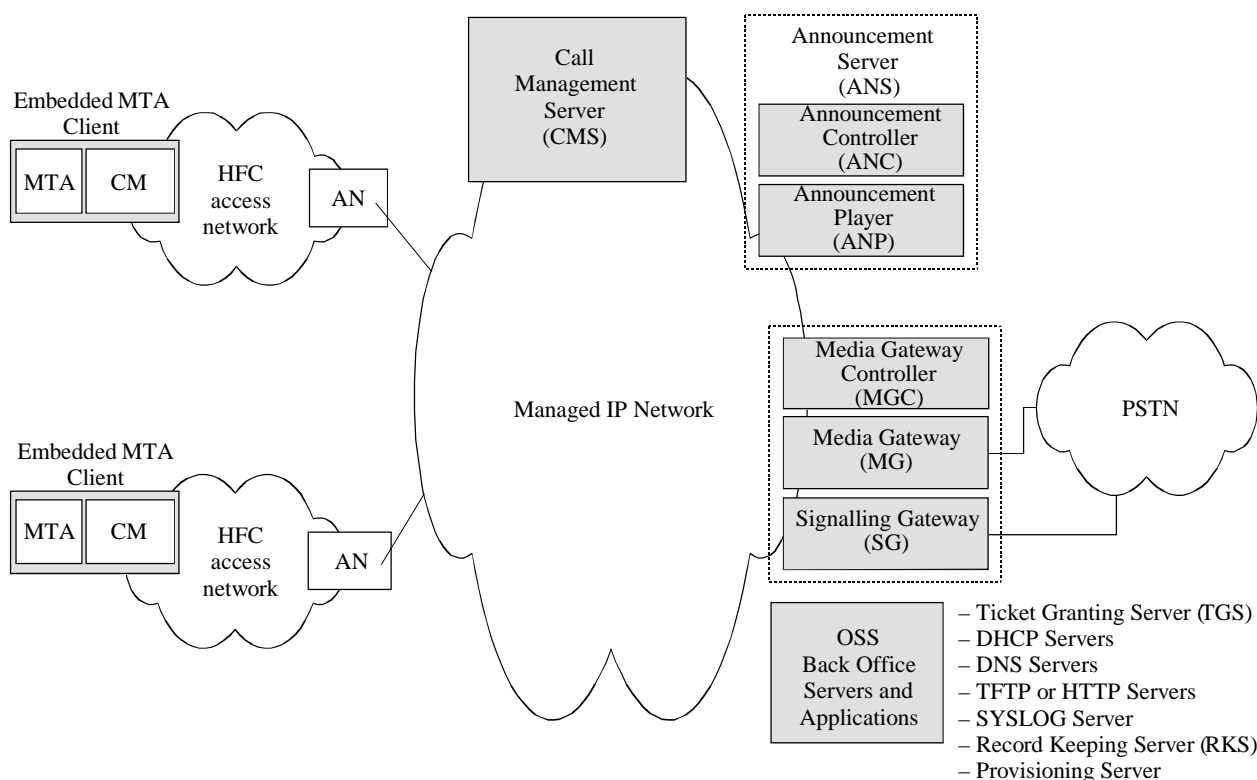 Call
Management
Server
(CMS)
Announcement
Server
(ANS)
Announcement
Controller
(ANC)
Announcement
Player
(ANP)
Embedded MTA
Client
MTA
CM
HFC
access
network
AN
Managed IP Network
Media Gateway
Controller
(MGC)
Media Gateway
(MG)
Signalling Gateway
(SG)
PSTN
Embedded MTA
Client
MTA
CM
HFC
access
network
AN
OSS
Back Office
Servers and
Applications
– Ticket Granting Server (TGS)
– DHCP Servers
– DNS Servers
– TFTP or HTTP Servers
– SYSLOG Server
– Record Keeping Server (RKS)
– Provisioning Server